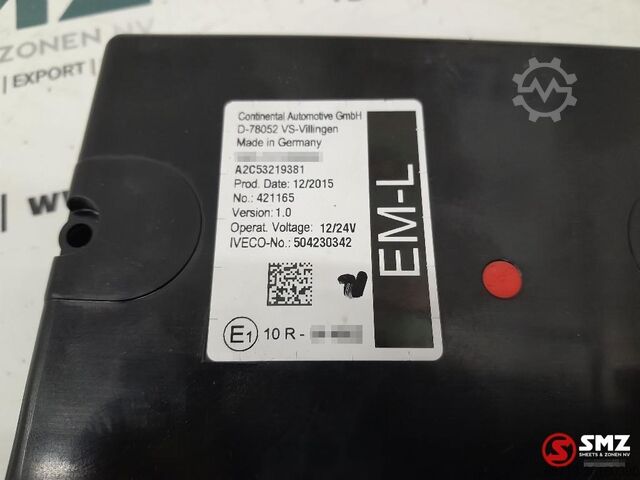 ZONEN NV
| EXPORT |
w
Continental Automotive GmbH
D-78052 VS-Villingen
Made in Germany
A2C53219381
Prod. Date: 12/2015
No.: 421165
Version: 1.0
Operat. Voltage: 12/24V
IVECO-No.: 504230342
EM-L
E1 10 R -
SMZ
SMEETS & ZONEN NV